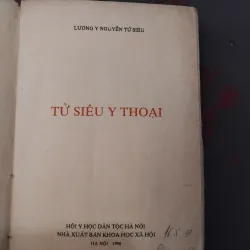 LƯƠNG Y NGUYỄN TỬ SIÊU
TỬ SIÊU Y THOẠI
HỘI Y HỌC DÂN TỘC HÀ NỘI
NHÀ XUẤT BẢN KHOA HỌC XÃ HỘI
HÀ NỘI